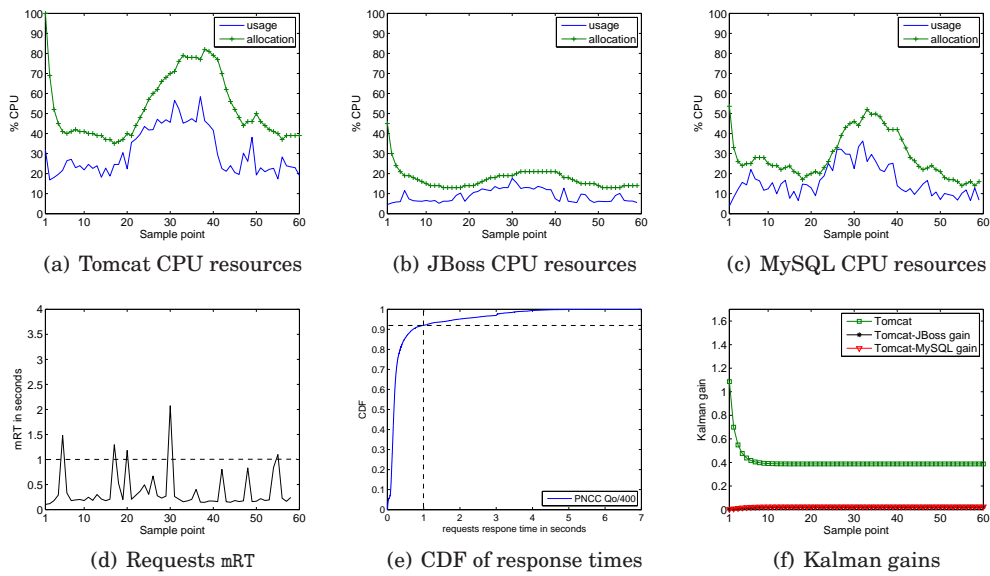 100
90
80
70
60
50
40
30
20
10
0
% CPU
1 10 20 30 40 50 60
Sample point
usage
allocation
(a) Tomcat CPU resources
100
90
80
70
60
50
40
30
20
10
0
% CPU
1 10 20 30 40 50 60
Sample point
usage
allocation
(b) JBoss CPU resources
100
90
80
70
60
50
40
30
20
10
0
% CPU
1 10 20 30 40 50 60
Sample point
usage
allocation
(c) MySQL CPU resources
4
3.5
3
2.5
2
1.5
1
0.5
0
mRT in seconds
1 10 20 30 40 50 60
Sample point
(d) Requests mRT
1
0.9
0.8
0.7
0.6
0.5
0.4
0.3
0.2
0.1
0
CDF
0 1 2 3 4 5 6 7
requests respone time in seconds
PNCC Qo/400
(e) CDF of response times
1.6
1.4
1.2
1
0.8
0.6
0.4
0.2
0
Kalman gain
1 10 20 30 40 50 60
Sample point
Tomcat
Tomcat-JBoss gain
Tomcat-MySQL gain
(f) Kalman gains